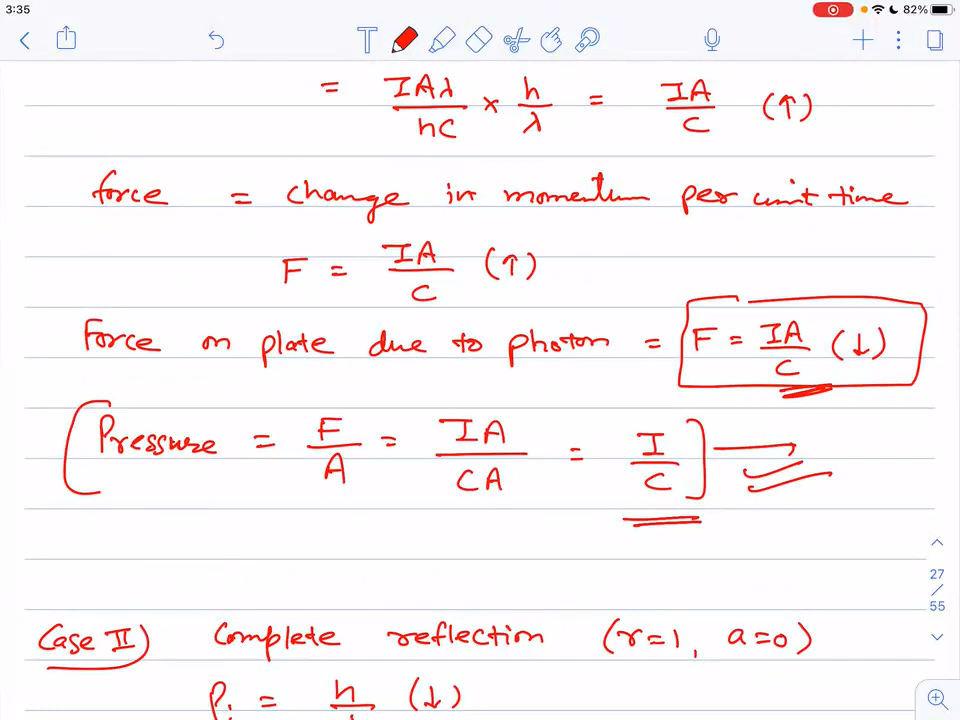 3:35 82%
= IAλ/hc × h/λ = IA/C (↑)
force = change in momentum per unit time
F = IA/C (↑)
Force on plate due to photon = F = IA/C (↓)
[Pressure = F/A = IA/CA = I/C] →
27
/
55
Case II) Complete reflection (r=1, a=0)
Pi = h/λ (↓)